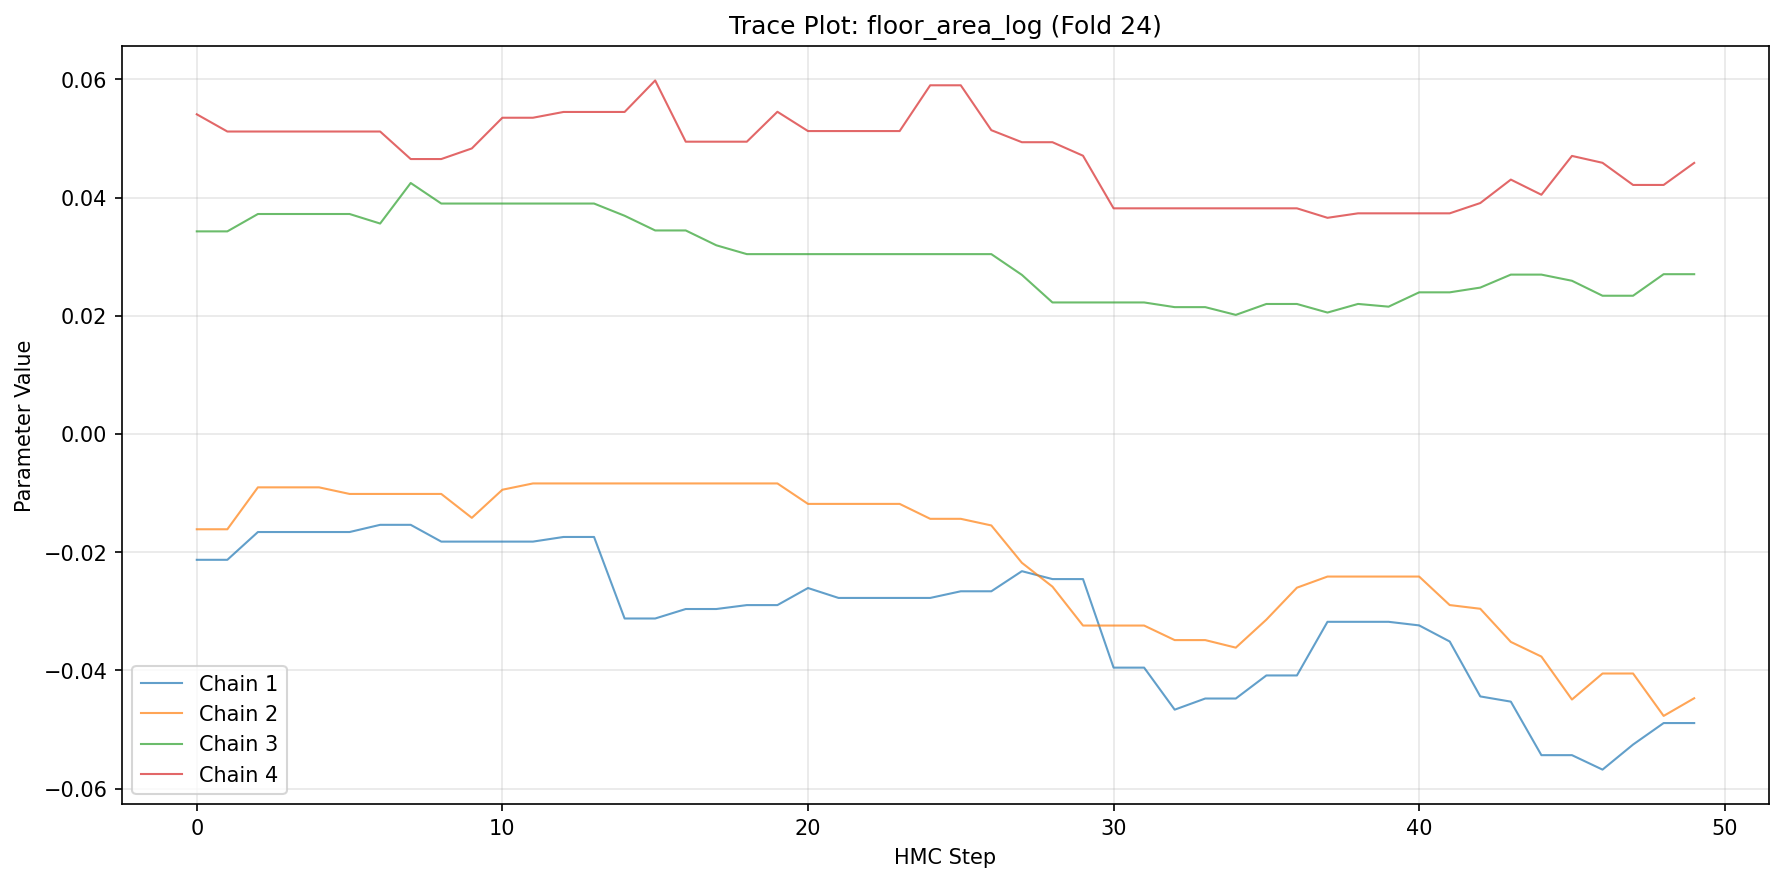 Trace Plot: floor_area_log (Fold 24)
Parameter Value
0.06
0.04
0.02
0.00
−0.02
−0.04
−0.06
Chain 1
Chain 2
Chain 3
Chain 4
0
10
20
30
40
50
HMC Step